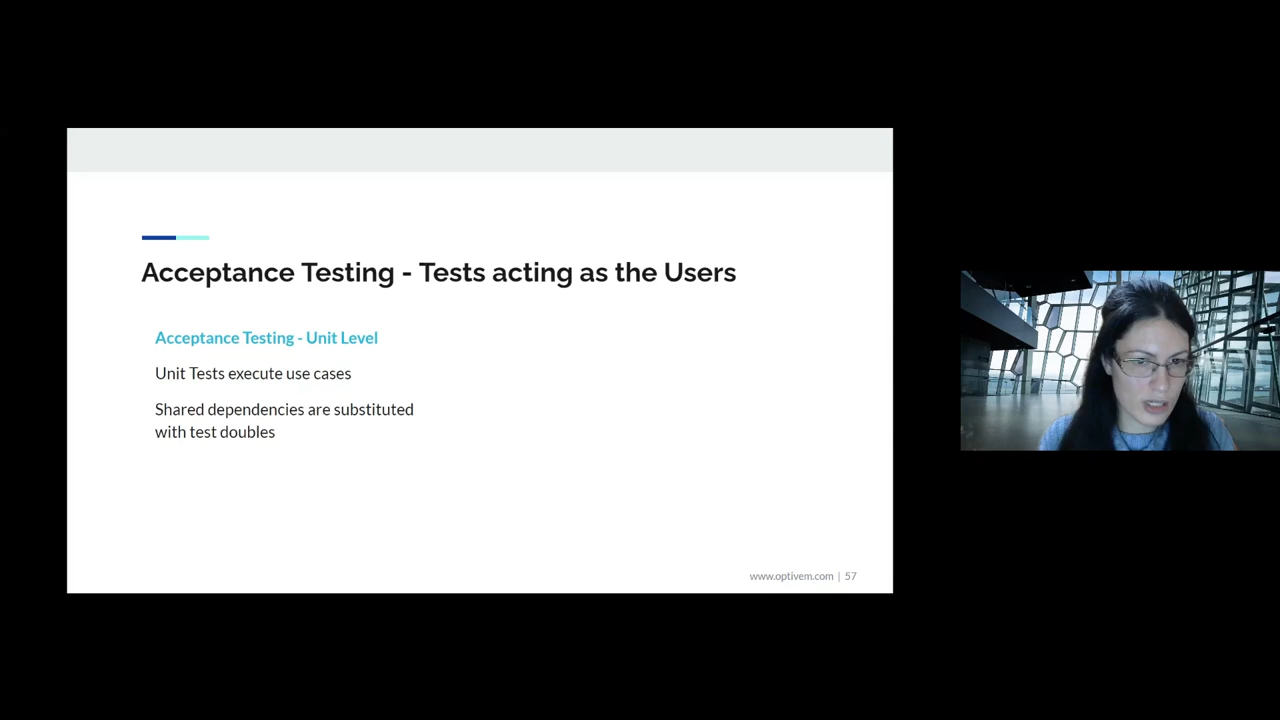 Acceptance Testing - Tests acting as the Users
Acceptance Testing - Unit Level
Unit Tests execute use cases
Shared dependencies are substituted
with test doubles
www.optivem.com | 57